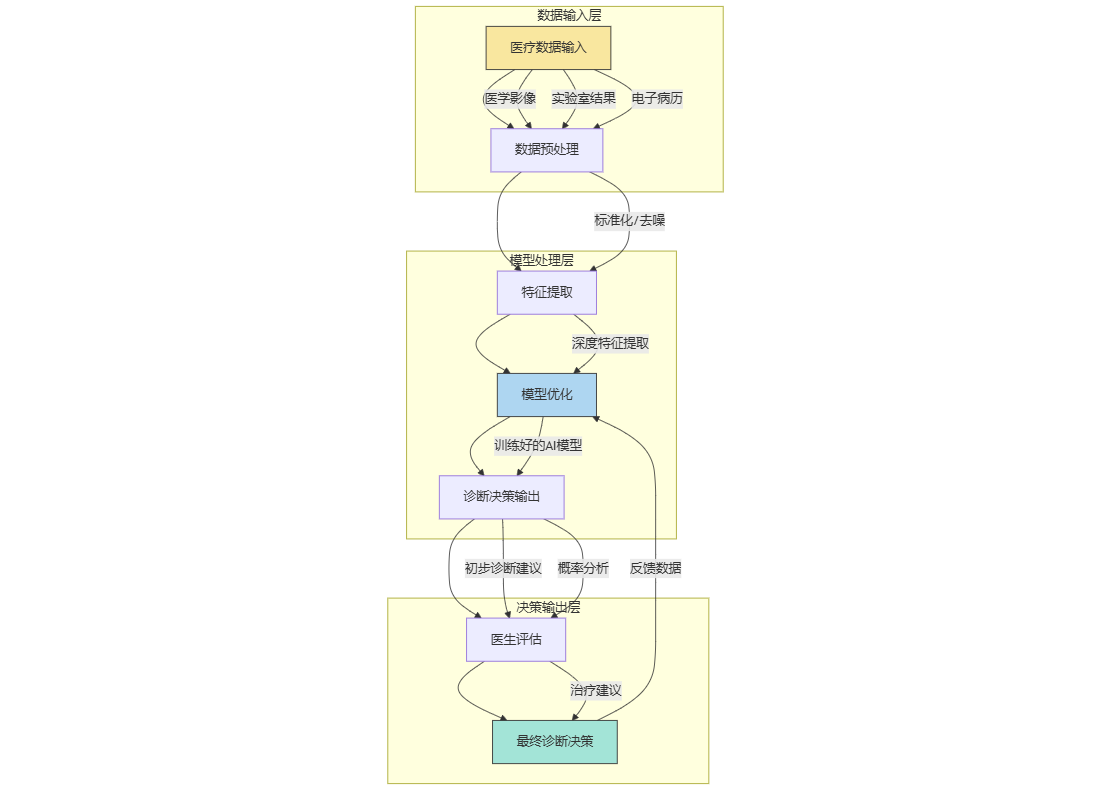 数据输入层
医疗数据输入
医学影像
实验室结果
电子病历
数据预处理
标准化/去噪
模型处理层
特征提取
深度特征提取
模型优化
训练好的AI模型
诊断决策输出
初步诊断建议
概率分析
反馈数据
决策输出层
医生评估
治疗建议
最终诊断决策